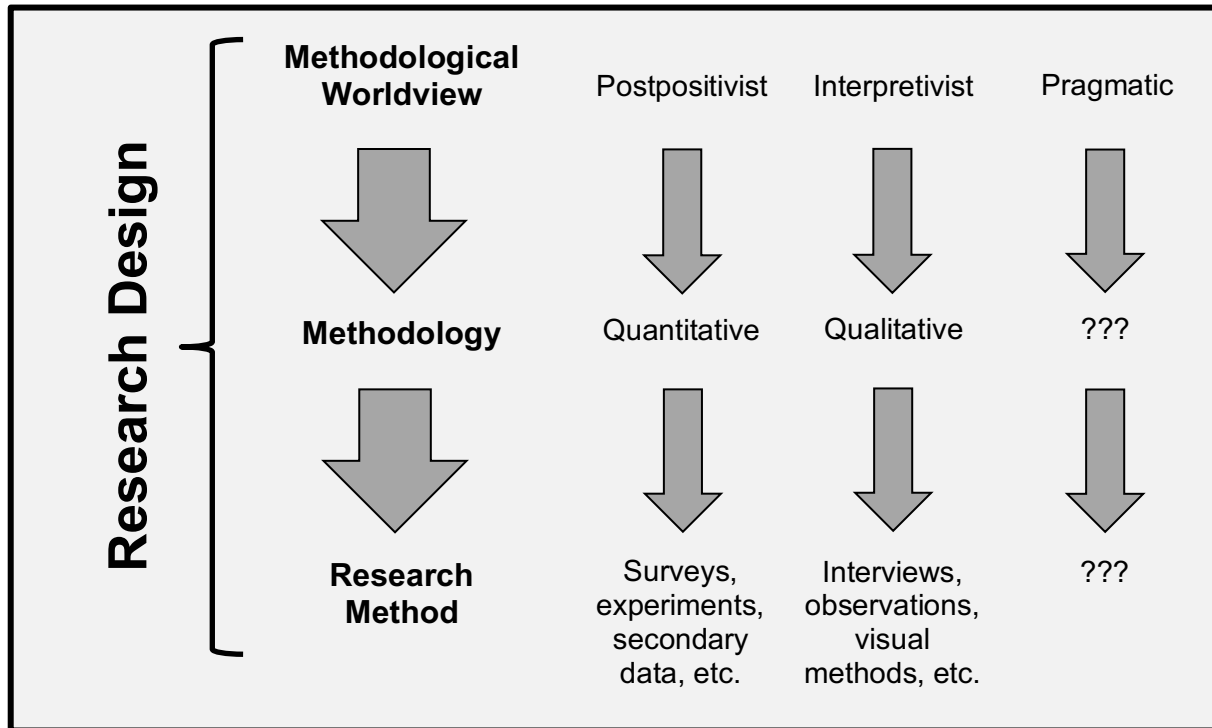 Research Design
Methodological
Worldview
Postpositivist
Interpretivist
Pragmatic
Methodology
Quantitative
Qualitative
???
Research
Method
Surveys,
experiments,
secondary
data, etc.
Interviews,
observations,
visual
methods, etc.
???